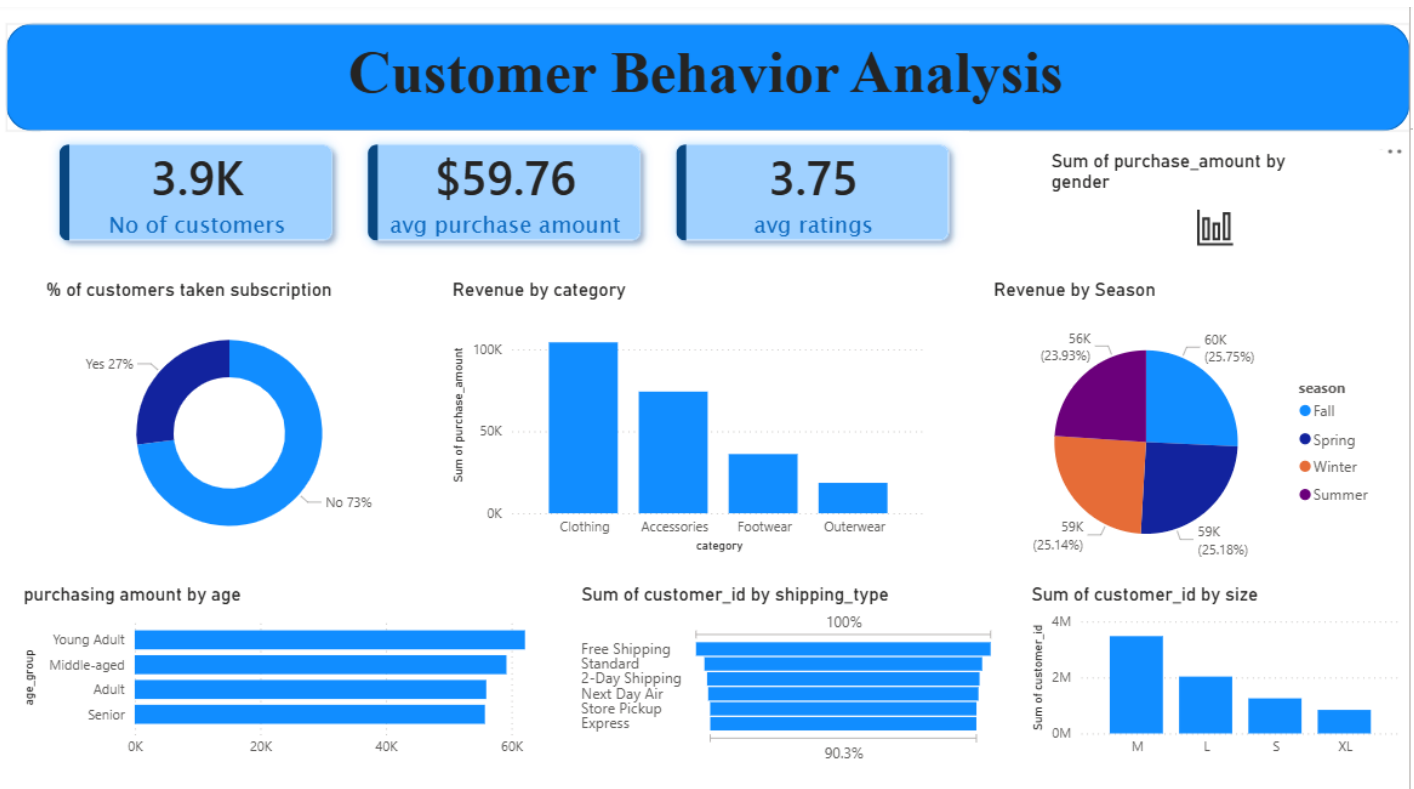 Customer Behavior Analysis
3.9K
No of customers
$59.76
avg purchase amount
3.75
avg ratings
Sum of purchase_amount by
gender
% of customers taken subscription
Yes 27%
No 73%
Revenue by category
Sum of purchase_amount
100K
50K
0K
Clothing
Accessories
Footwear
Outerwear
category
Revenue by Season
56K
(23.93%)
60K
(25.75%)
59K
(25.14%)
59K
(25.18%)
season
Fall
Spring
Winter
Summer
purchasing amount by age
age_group
Young Adult
Middle-aged
Adult
Senior
0K
20K
40K
60K
Sum of customer_id by shipping_type
100%
Free Shipping
Standard
2-Day Shipping
Next Day Air
Store Pickup
Express
90.3%
Sum of customer_id by size
Sum of customer_id
4M
2M
0M
M
L
S
XL